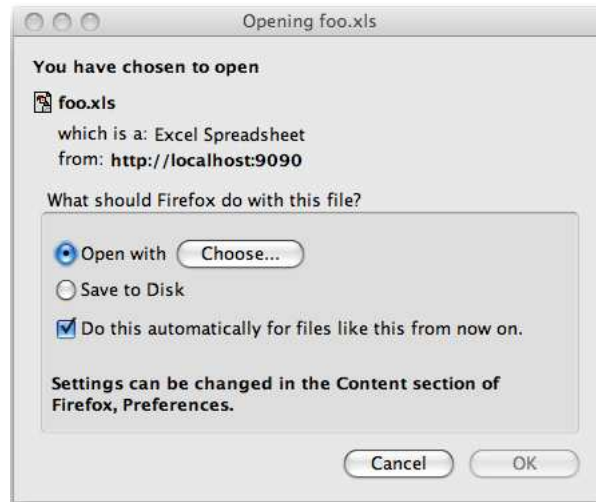 Opening foo.xls
You have chosen to open
foo.xls
which is a: Excel Spreadsheet
from: http://localhost:9090
What should Firefox do with this file?
Open with Choose...
Save to Disk
Do this automatically for files like this from now on.
Settings can be changed in the Content section of
Firefox, Preferences.
Cancel OK